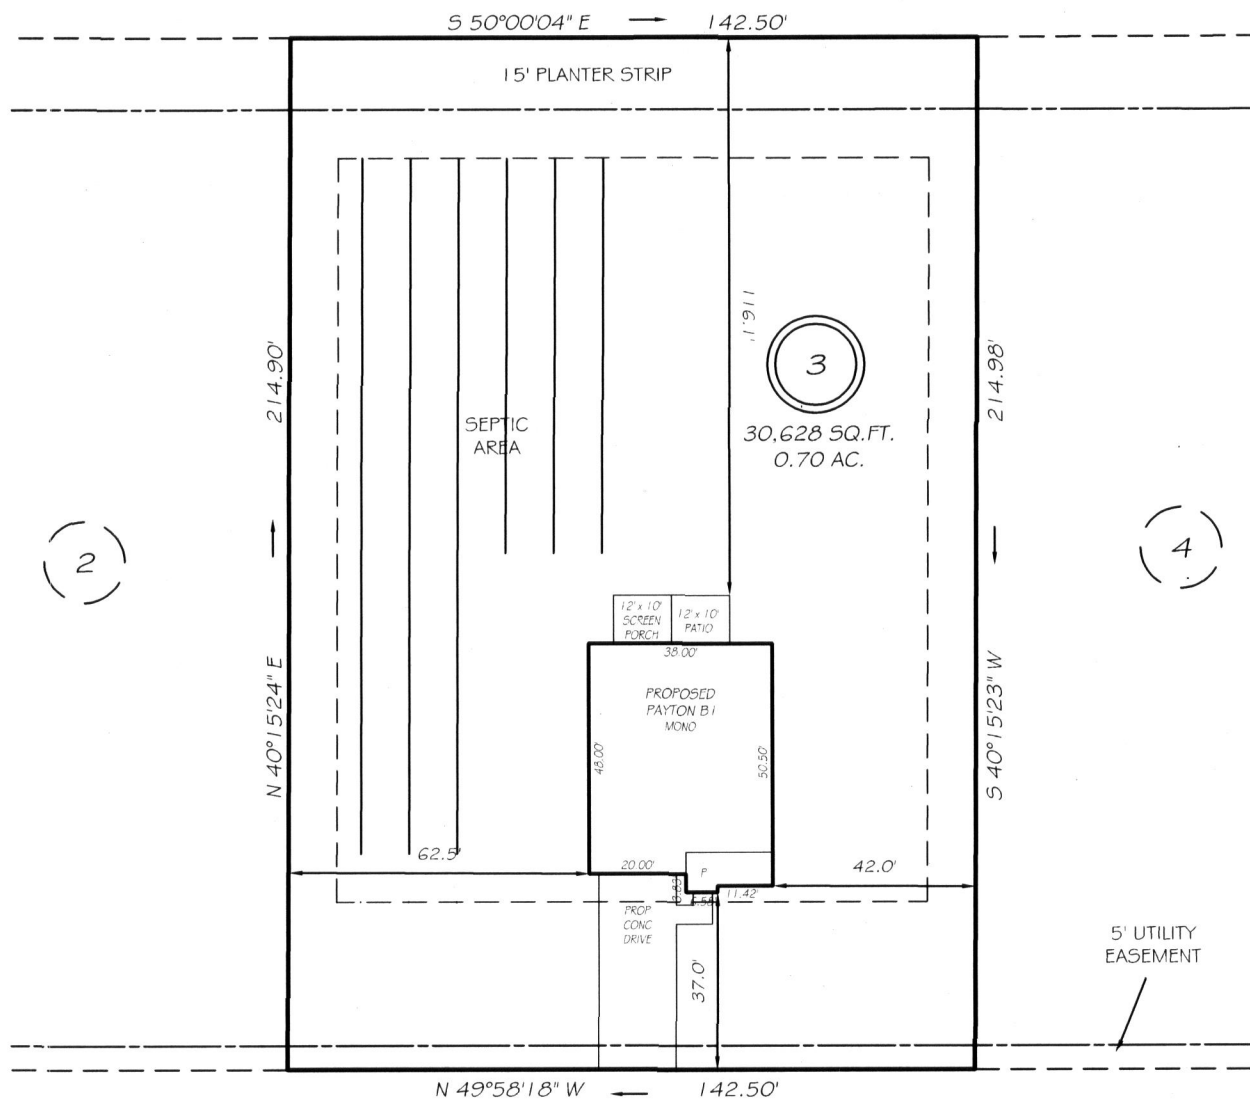 S 50°00'04" E 142.50'
15' PLANTER STRIP
116.1'
214.90'
214.98'
3
30,628 SQ.FT.
0.70 AC.
SEPTIC
AREA
2
4
12' x 10'
SCREEN
PORCH
12' x 10'
PATIO
38.00'
PROPOSED
PAYTON B1
MONO
48.00'
50.50'
N 40°15'24" E
S 40°15'23" W
62.5'
20.00'
P
42.0'
11.42'
PROP
CONC
DRIVE
37.0'
5' UTILITY
EASEMENT
N 49°58'18" W 142.50'